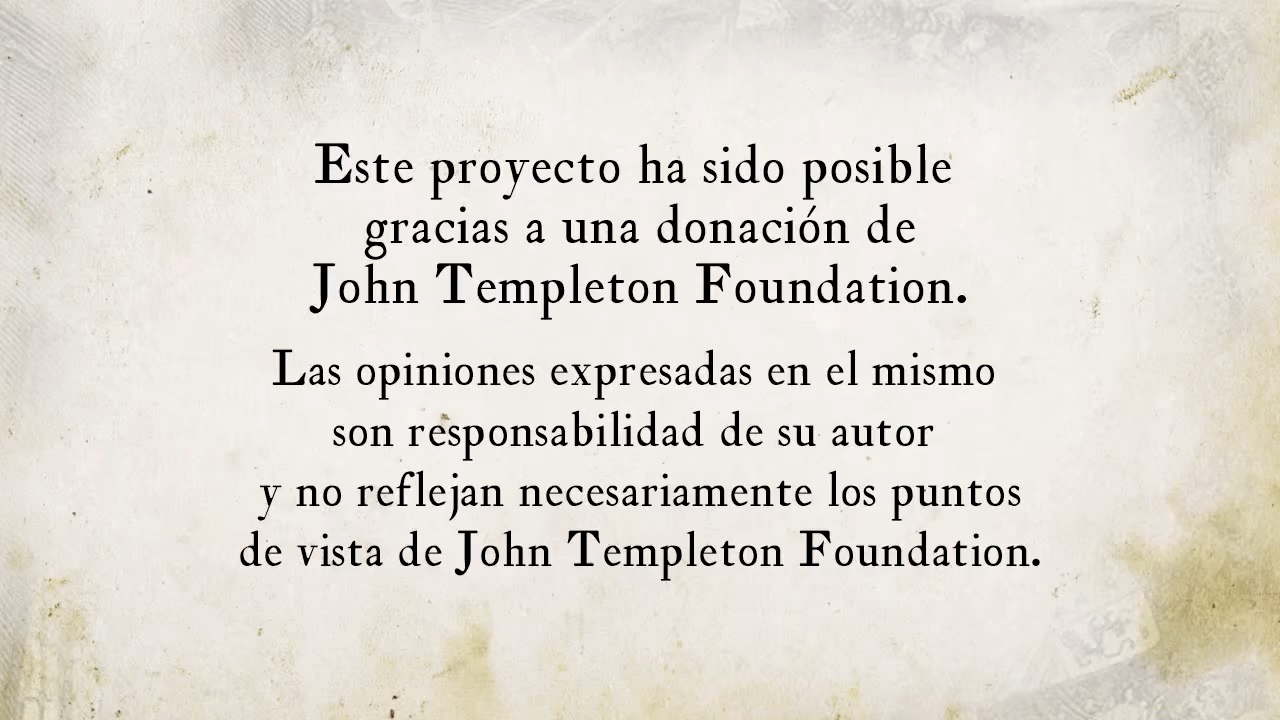 Este proyecto ha sido posible
gracias a una donación de
John Templeton Foundation.
Las opiniones expresadas en el mismo
son responsabilidad de su autor
y no reflejan necesariamente los puntos
de vista de John Templeton Foundation.